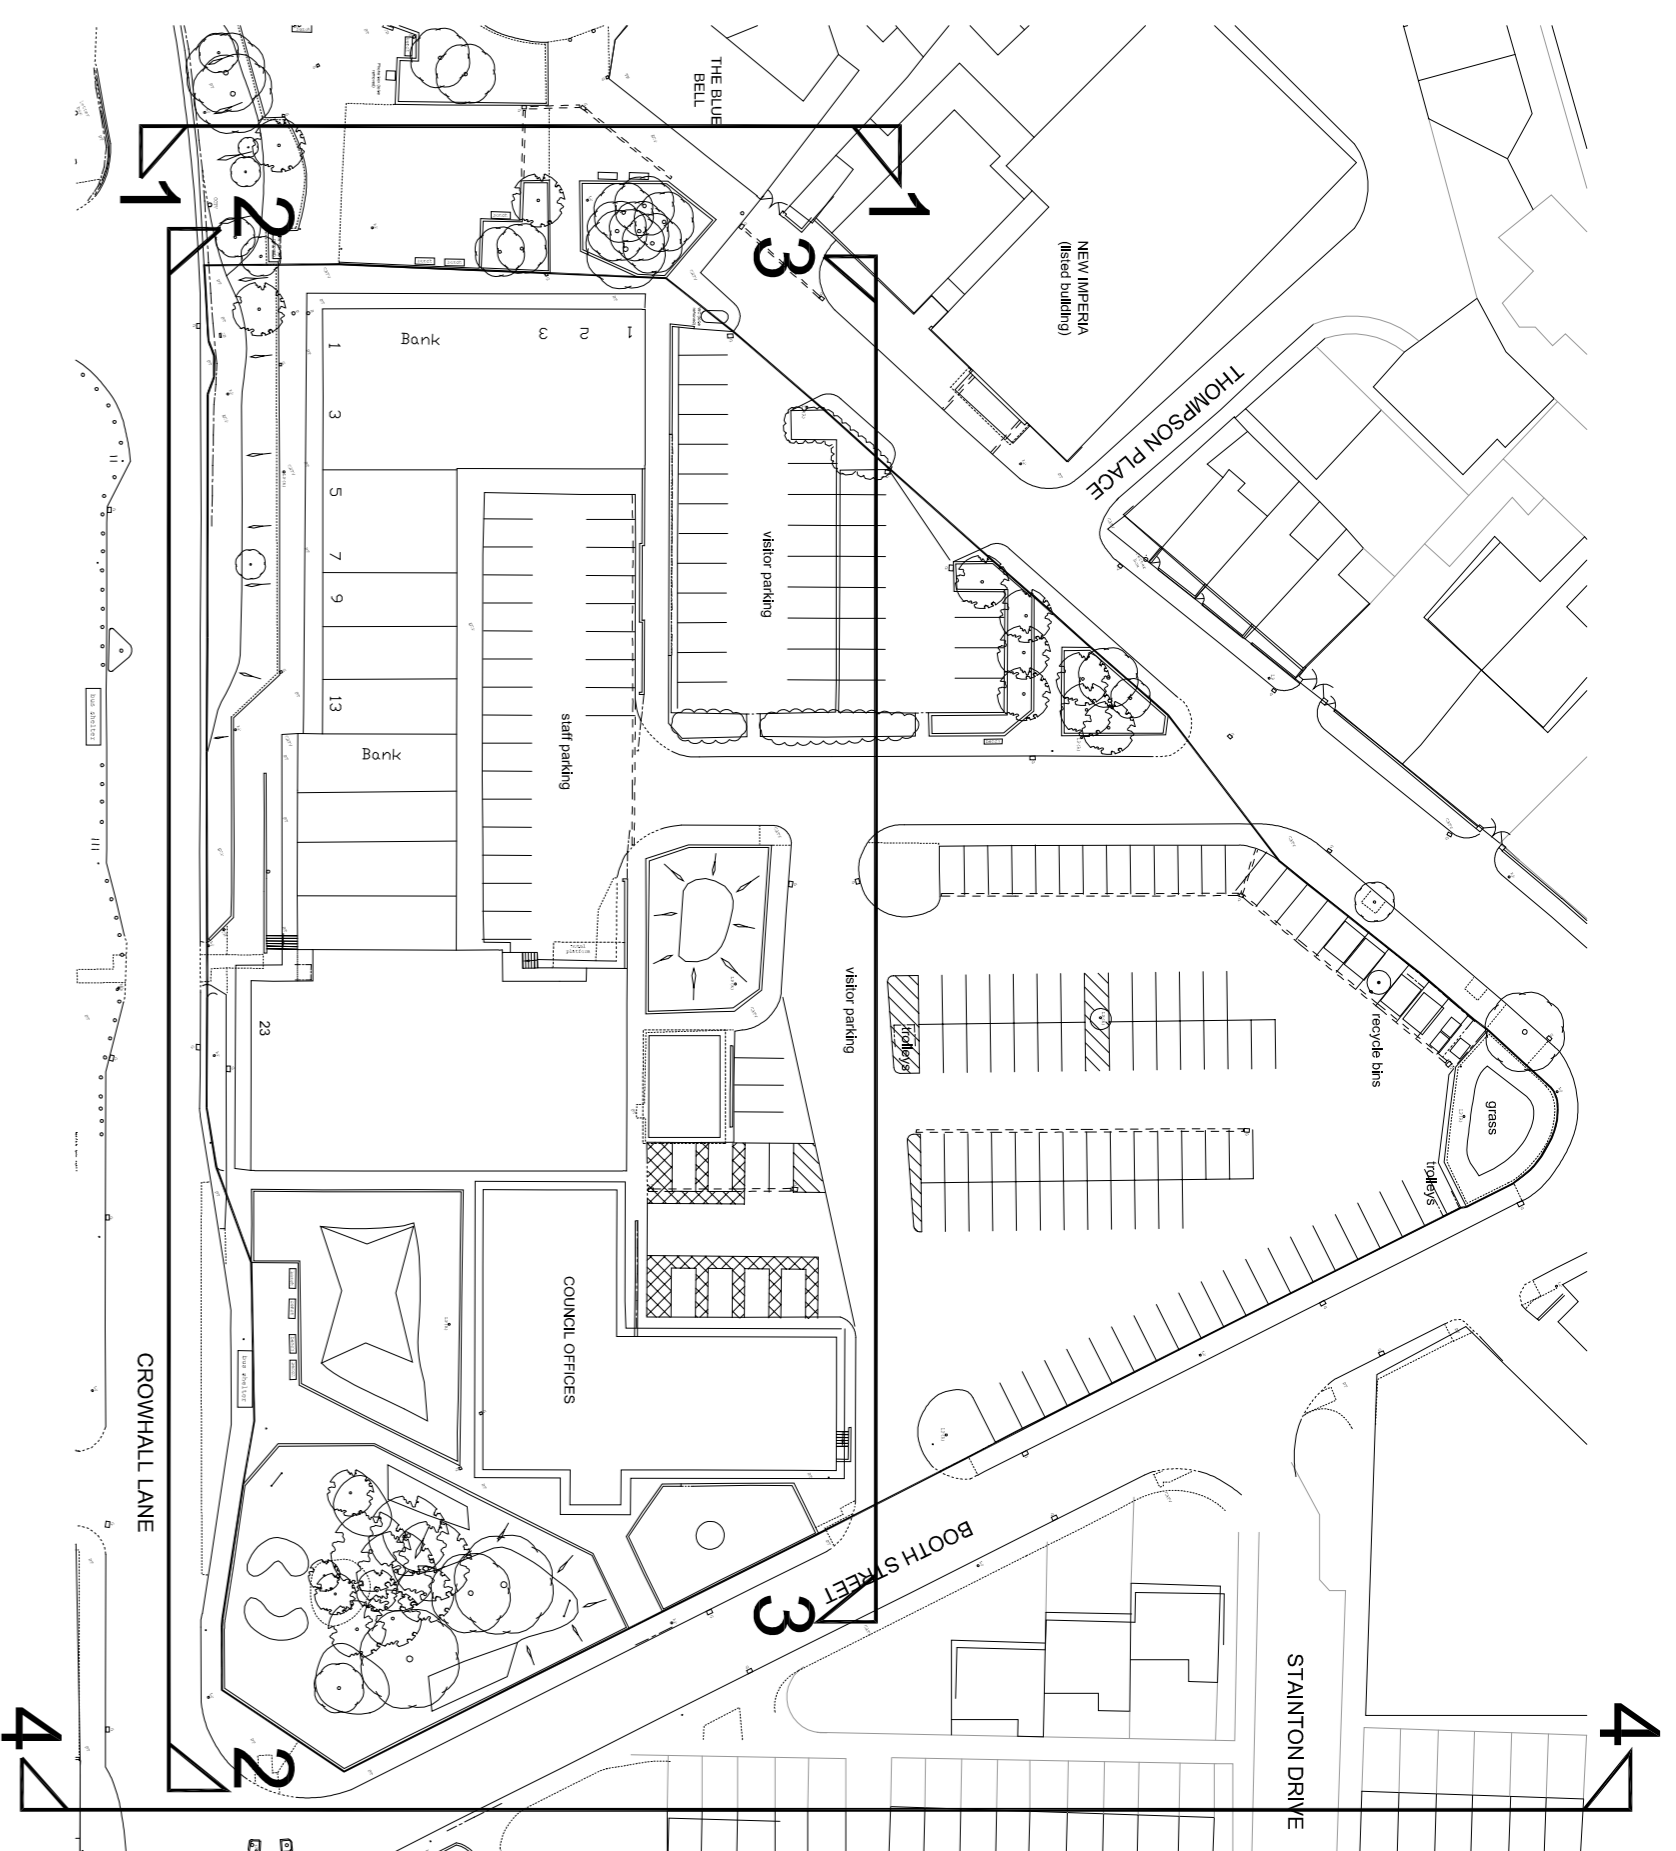 THE BLUE
BELL
1
1
2
3
NEW IMPERIA
(listed building)
THOMPSON PLACE
Bank
3
2
1
1
3
5
7
9
13
visitor parking
staff parking
Bank
bus shelter
visitor parking
trolleys
recycle bins
grass
trolleys
23
COUNCIL OFFICES
bus shelter
CROWHALL LANE
BOOTH STREET
3
2
STAINTON DRIVE
4
4